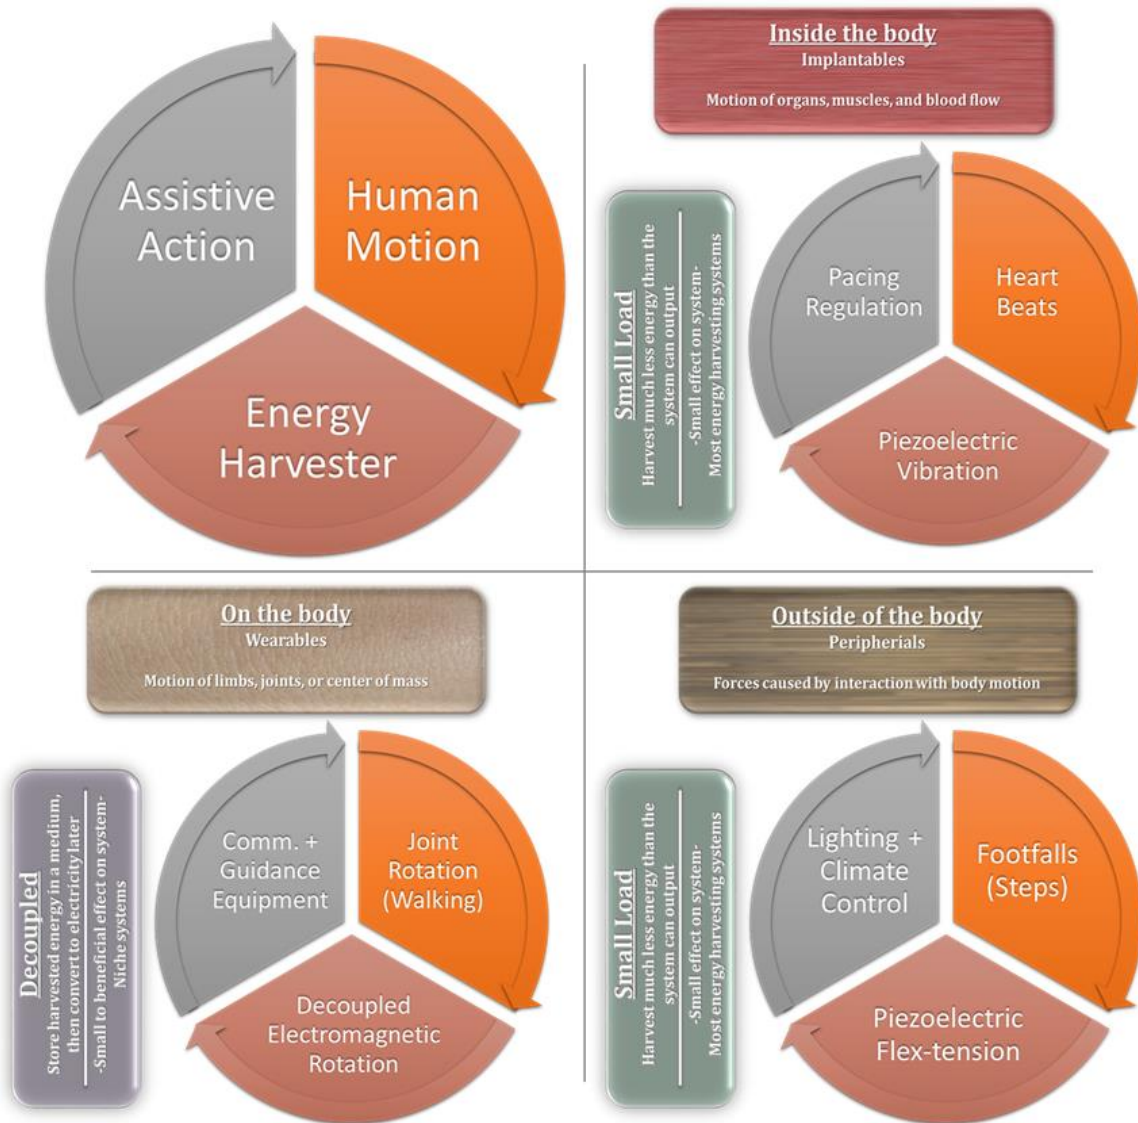 Assistive
Action
Human
Motion
Energy
Harvester
Inside the body
Implantables
Motion of organs, muscles, and blood flow
Small Load
Harvest much less energy than the
system can output
-Small effect on system-
Most energy harvesting systems
Pacing
Regulation
Heart
Beats
Piezoelectric
Vibration
On the body
Wearables
Motion of limbs, joints, or center of mass
Decoupled
Store harvested energy in a medium,
then convert to electricity later
-Small to beneficial effect on system-
Niche systems
Comm. +
Guidance
Equipment
Joint
Rotation
(Walking)
Decoupled
Electromagnetic
Rotation
Outside of the body
Peripherials
Forces caused by interaction with body motion
Small Load
Harvest much less energy than the
system can output
-Small effect on system-
Most energy harvesting systems
Lighting +
Climate
Control
Footfalls
(Steps)
Piezoelectric
Flex-tension